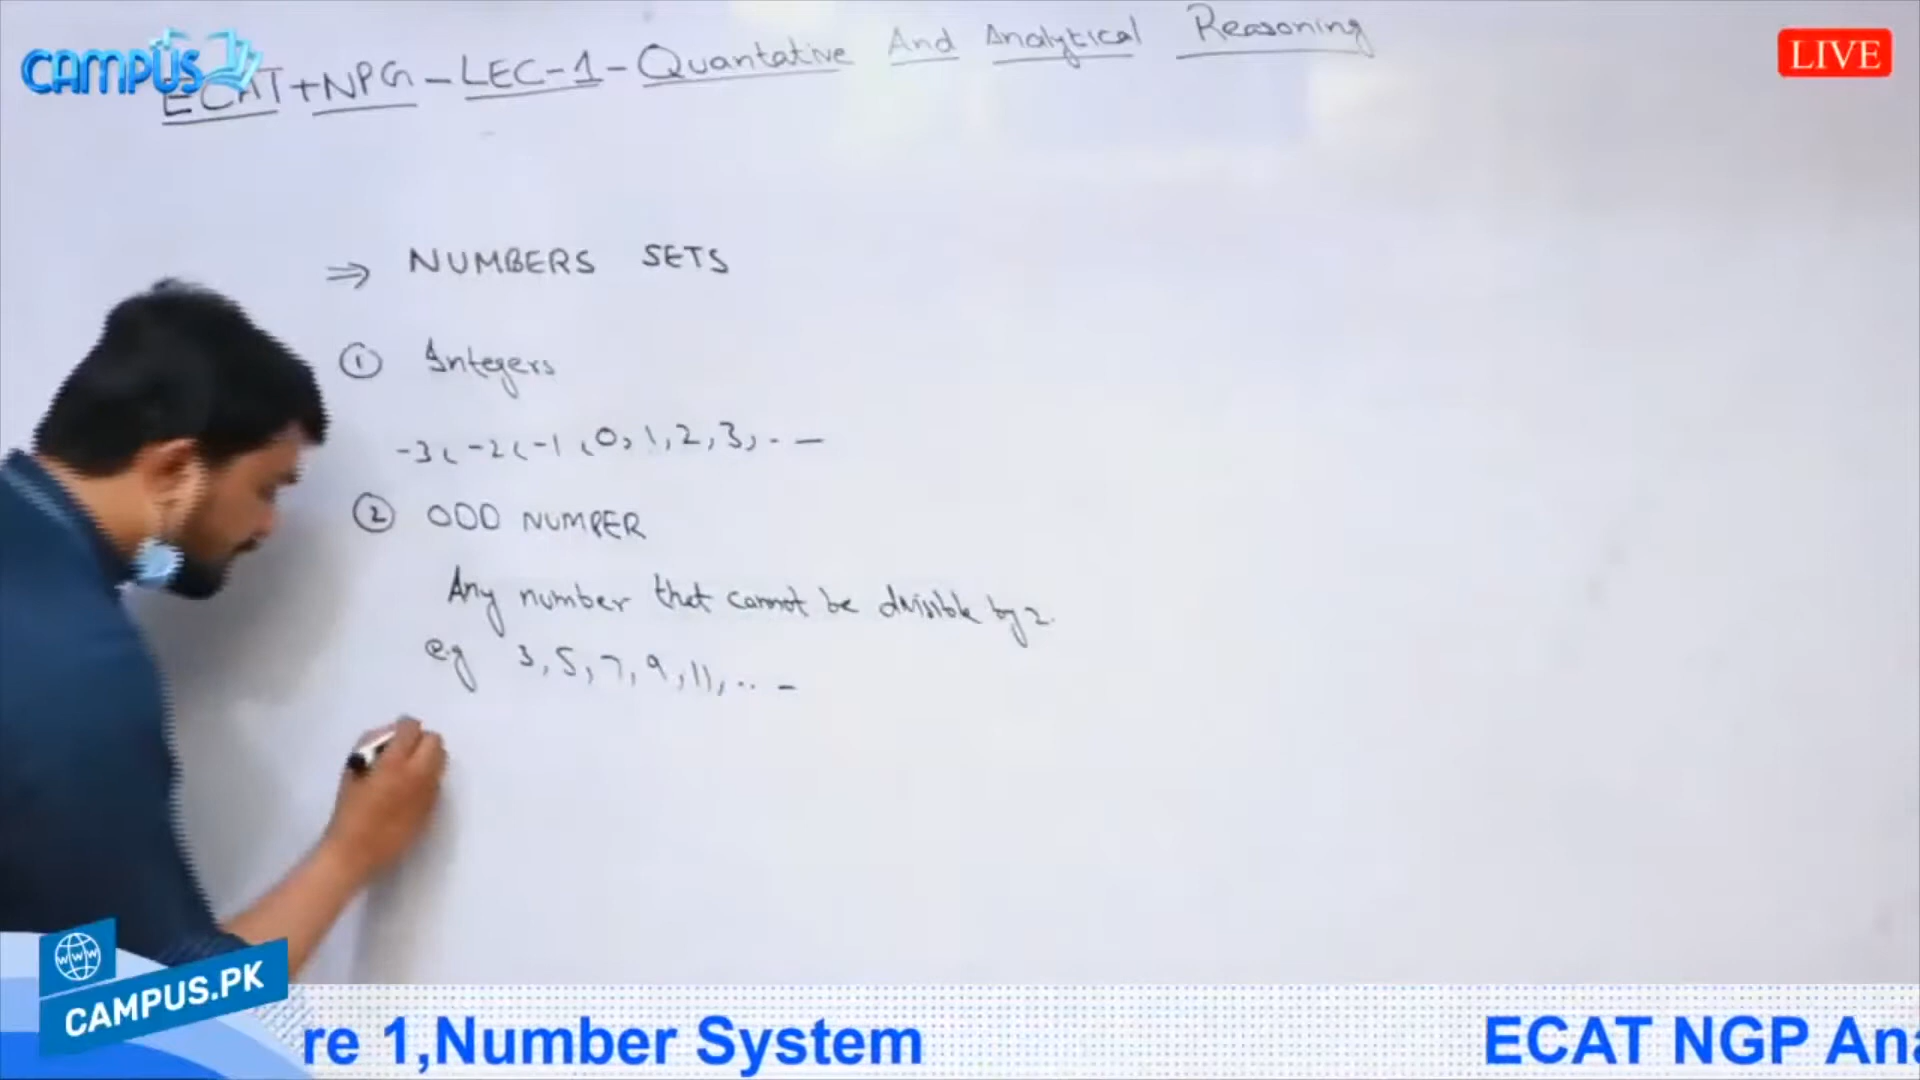 CAMPUS
LIVE
ECAT+NPG-LEC-1-Quantative And Analytical Reasoning
⇒ NUMBERS SETS
① Integers
-3, -2, -1, 0, 1, 2, 3, . . —
② ODD NUMBER
Any number that cannot be divisible by 2.
e.g 3, 5, 7, 9, 11, .. -
www
CAMPUS.PK
re 1,Number System ECAT NGP Ana